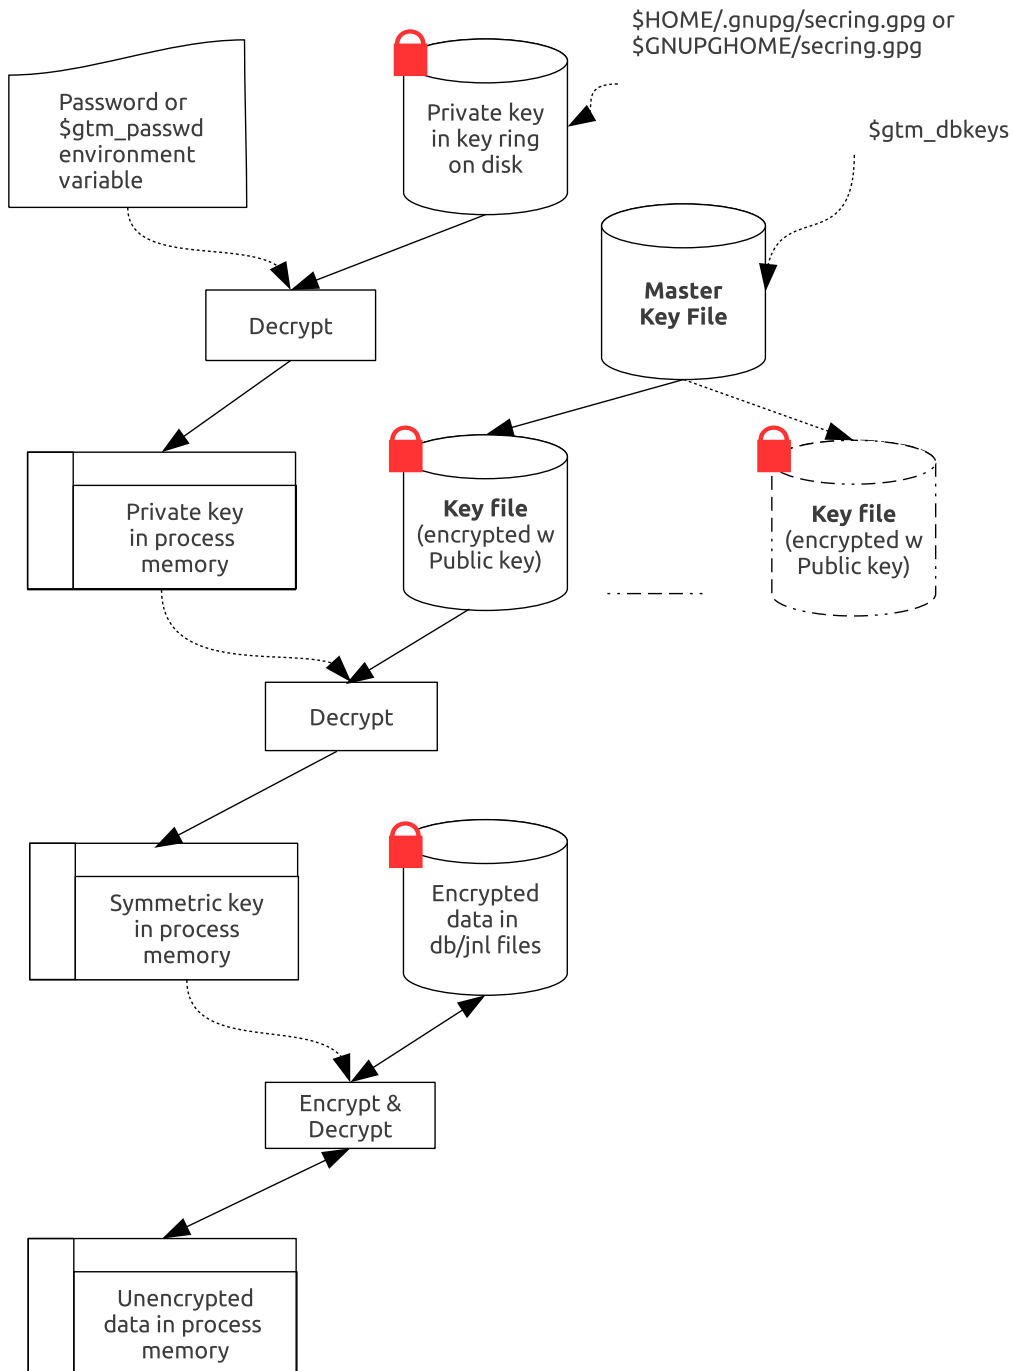 $HOME/.gnupg/secring.gpg or
$GNUPGHOME/secring.gpg
Password or
$gtm_passwd
environment
variable
Private key
in key ring
on disk
$gtm_dbkeys
Decrypt
Master
Key File
Private key
in process
memory
Key file
(encrypted w
Public key)
Key file
(encrypted w
Public key)
Decrypt
Symmetric key
in process
memory
Encrypted
data in
db/jnl files
Encrypt &
Decrypt
Unencrypted
data in process
memory